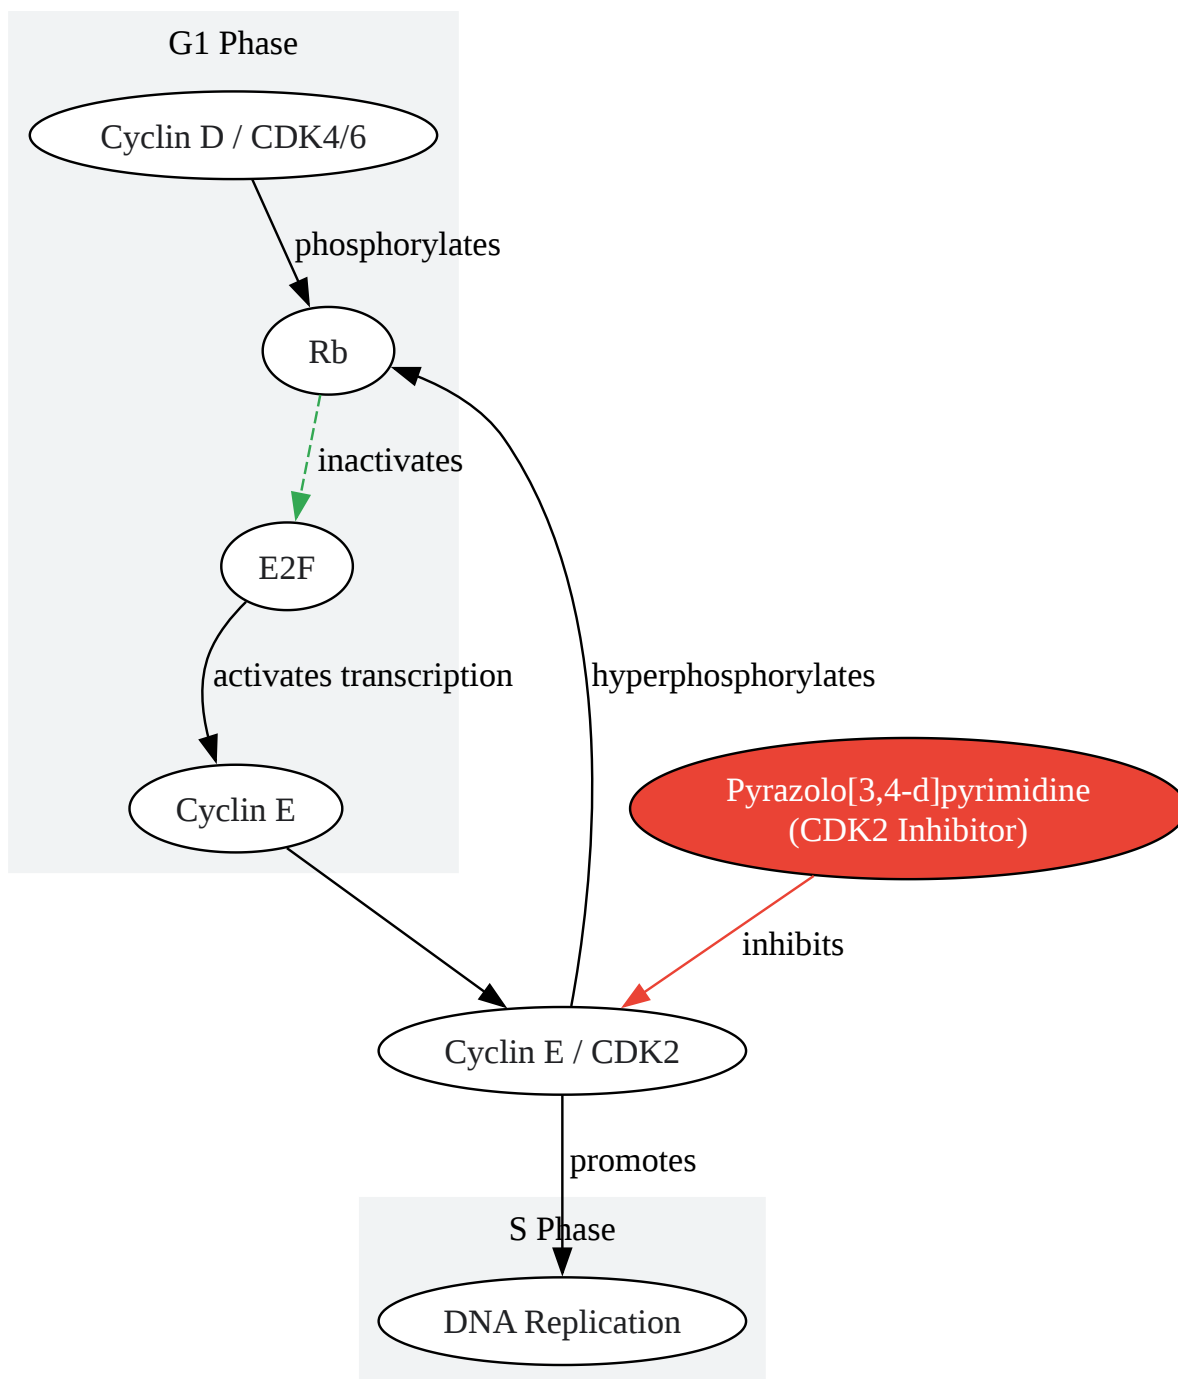 G1 Phase
Cyclin D / CDK4/6
phosphorylates
Rb
inactivates
E2F
activates transcription
hyperphosphorylates
Cyclin E
Pyrazolo[3,4-d]pyrimidine
(CDK2 Inhibitor)
inhibits
Cyclin E / CDK2
promotes
S Phase
DNA Replication